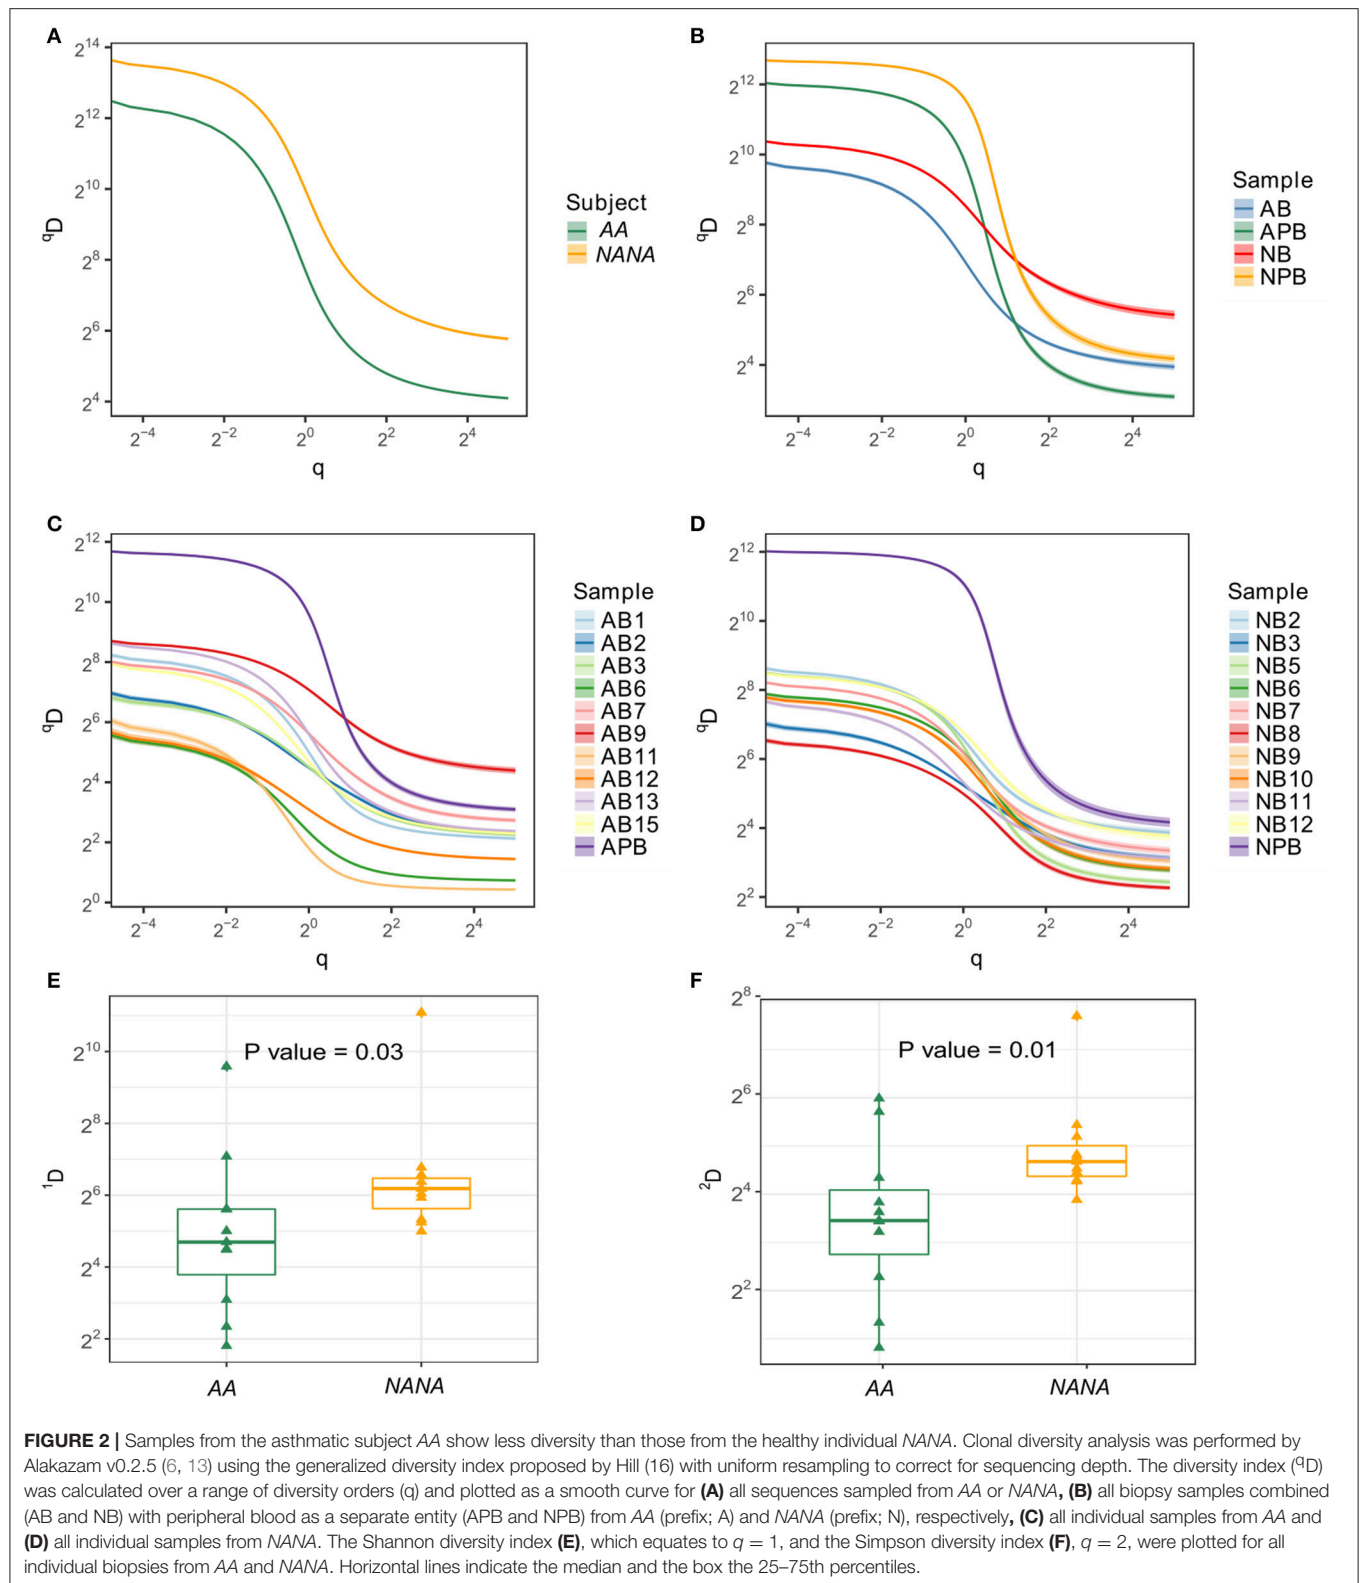 A
2^14
2^12
2^10
2^8
2^6
2^4
qD
2^−4 2^−2 2^0 2^2 2^4
q
Subject
AA
NANA
B
2^12
2^10
2^8
2^6
2^4
qD
2^−4 2^−2 2^0 2^2 2^4
q
Sample
AB
APB
NB
NPB
C
2^12
2^10
2^8
2^6
2^4
2^2
2^0
qD
2^−4 2^−2 2^0 2^2 2^4
q
Sample
AB1
AB2
AB3
AB6
AB7
AB9
AB11
AB12
AB13
AB15
APB
D
2^12
2^10
2^8
2^6
2^4
2^2
qD
2^−4 2^−2 2^0 2^2 2^4
q
Sample
NB2
NB3
NB5
NB6
NB7
NB8
NB9
NB10
NB11
NB12
NPB
E
P value = 0.03
2^10
2^8
2^6
2^4
2^2
1D
AA NANA
F
P value = 0.01
2^8
2^6
2^4
2^2
2D
AA NANA
FIGURE 2 | Samples from the asthmatic subject AA show less diversity than those from the healthy individual NANA. Clonal diversity analysis was performed by
Alakazam v0.2.5 (6, 13) using the generalized diversity index proposed by Hill (16) with uniform resampling to correct for sequencing depth. The diversity index (qD)
was calculated over a range of diversity orders (q) and plotted as a smooth curve for (A) all sequences sampled from AA or NANA, (B) all biopsy samples combined
(AB and NB) with peripheral blood as a separate entity (APB and NPB) from AA (prefix; A) and NANA (prefix; N), respectively, (C) all individual samples from AA and
(D) all individual samples from NANA. The Shannon diversity index (E), which equates to q = 1, and the Simpson diversity index (F), q = 2, were plotted for all
individual biopsies from AA and NANA. Horizontal lines indicate the median and the box the 25–75th percentiles.